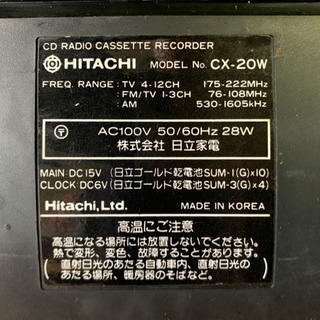 CD RADIO CASSETTE RECORDER
HITACHI MODEL No. CX-20W
FREQ. RANGE: TV 4-12CH 175-222MHz
: FM/TV 1-3CH 76-108MHz
: AM 530-1605kHz
AC100V 50/60Hz 28W
株式会社 日立家電
MAIN:DC15V (日立ゴールド乾電池SUM-1(G)×10)
CLOCK:DC6V (日立ゴールド乾電池SUM-3(G)×4)
Hitachi,Ltd. MADE IN KOREA
高温にご注意
高温になる場所には放置しないでください。
熱で変形、変色、故障することがあります。
直射日光のあたる自動車内、直射日光の
あたる場所、暖房器のそばなど。